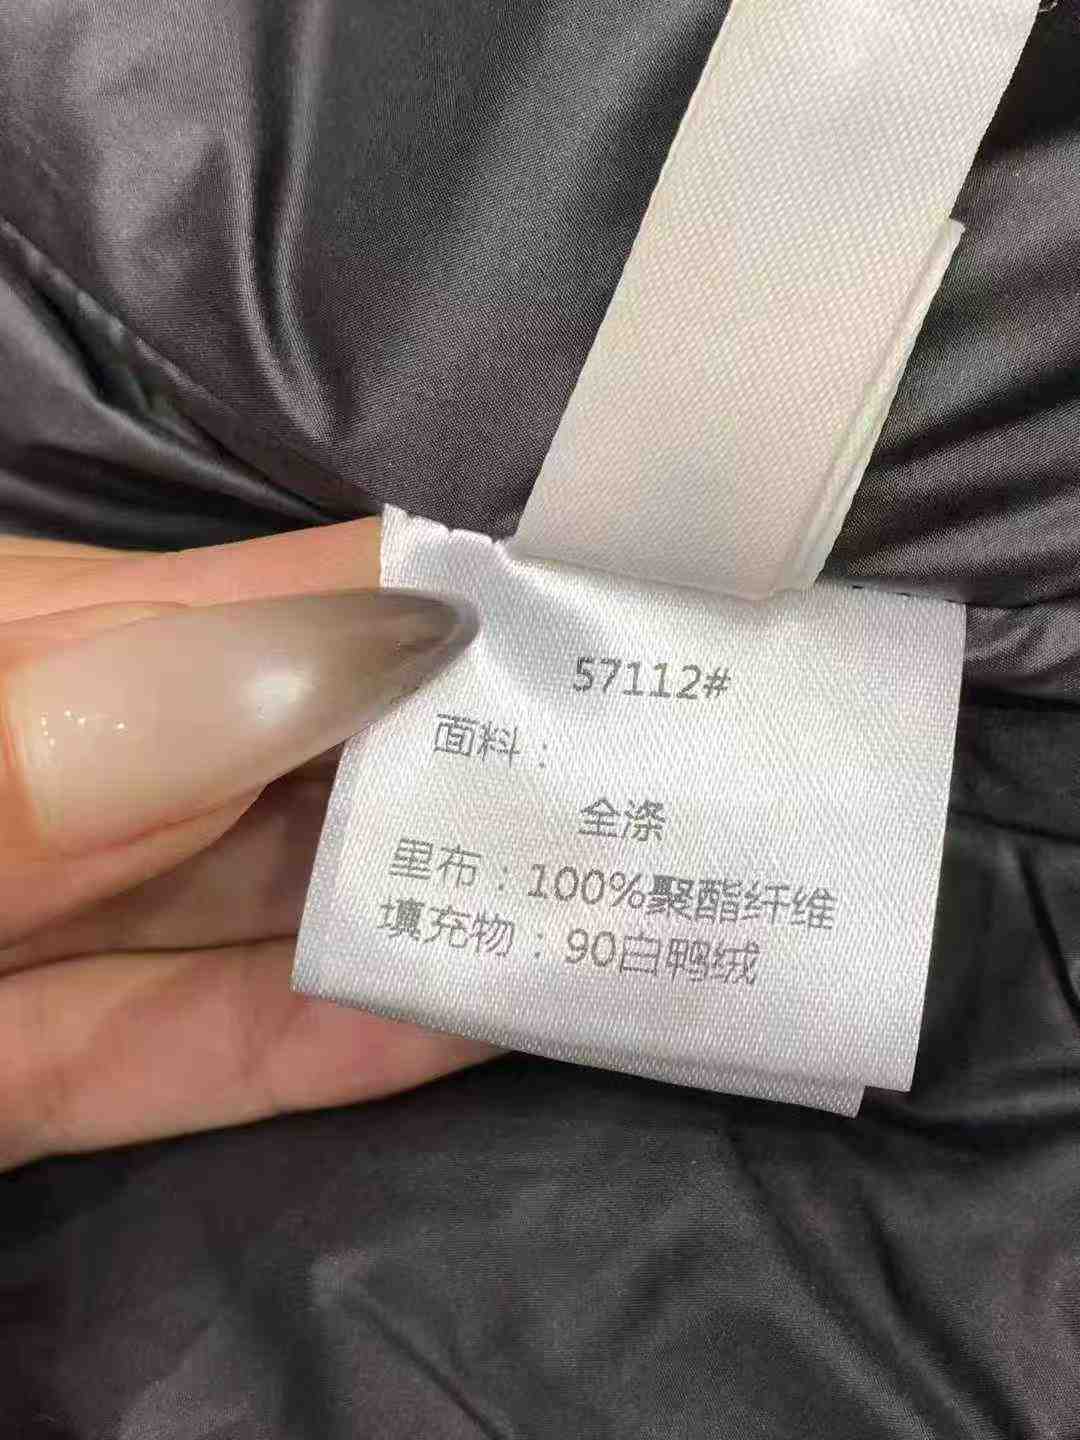 57112#
面料：
全涤
里布：100%聚酯纤维
填充物：90白鸭绒